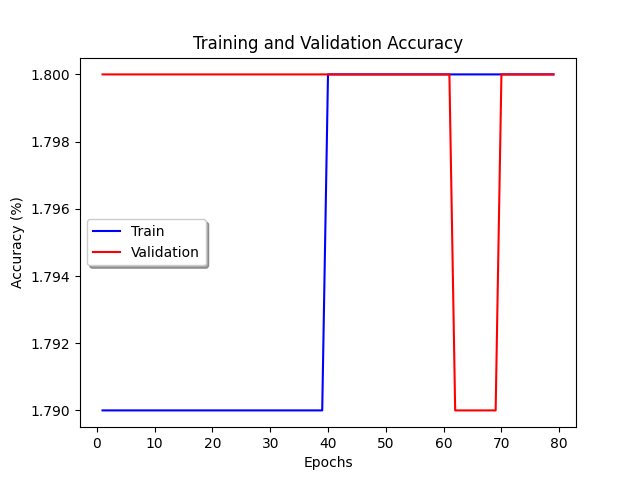 Training and Validation Accuracy
Accuracy (%)
1.800
1.798
1.796
1.794
1.792
1.790
Train
Validation
0 10 20 30 40 50 60 70 80
Epochs